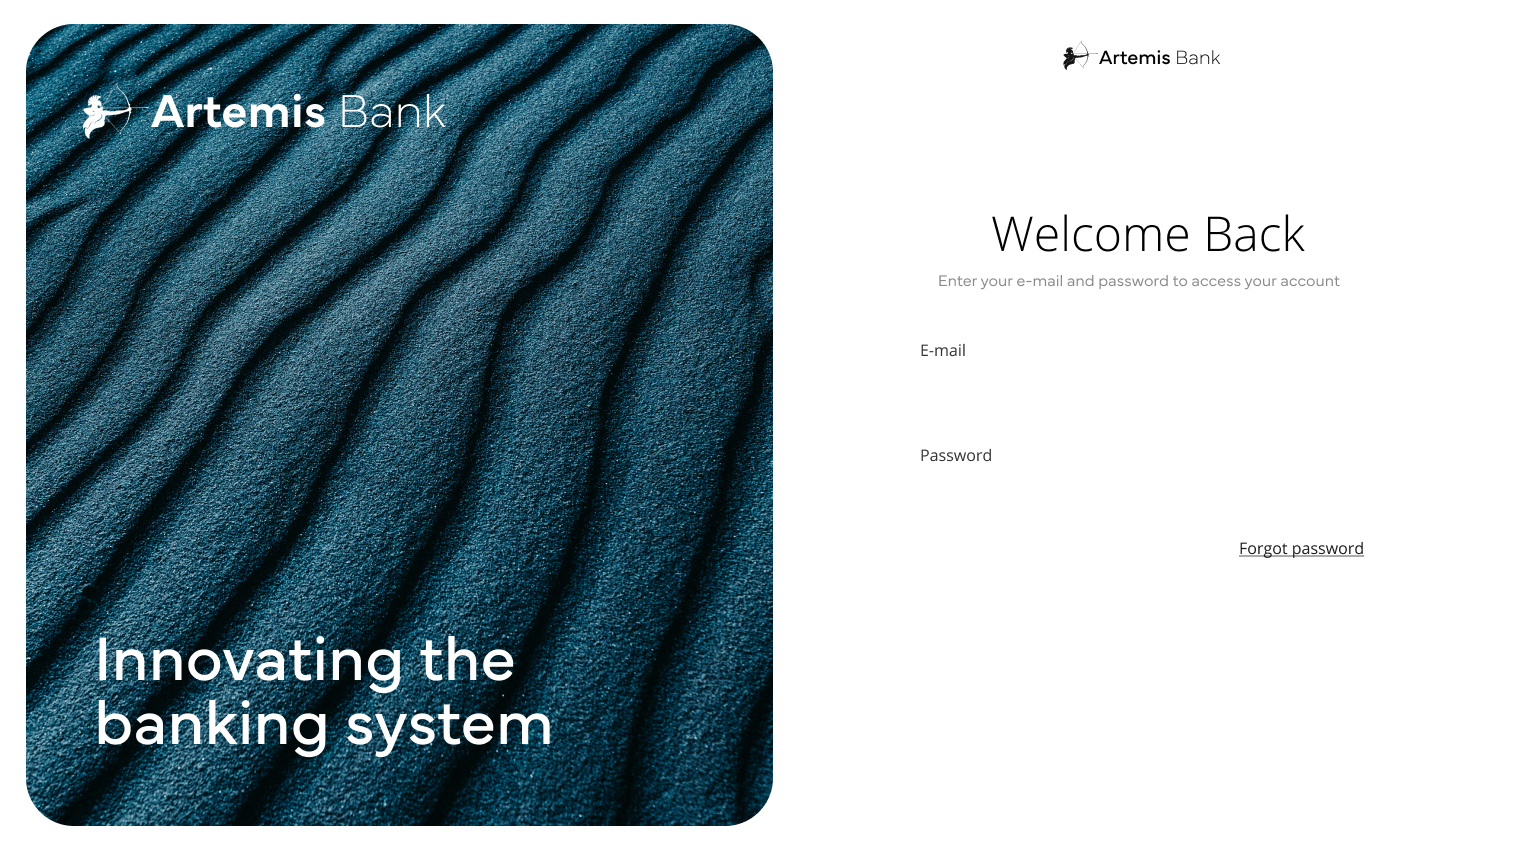 Artemis Bank
Innovating the
banking system
Artemis Bank
Welcome Back
Enter your e-mail and password to access your account
E-mail
Password
Forgot password